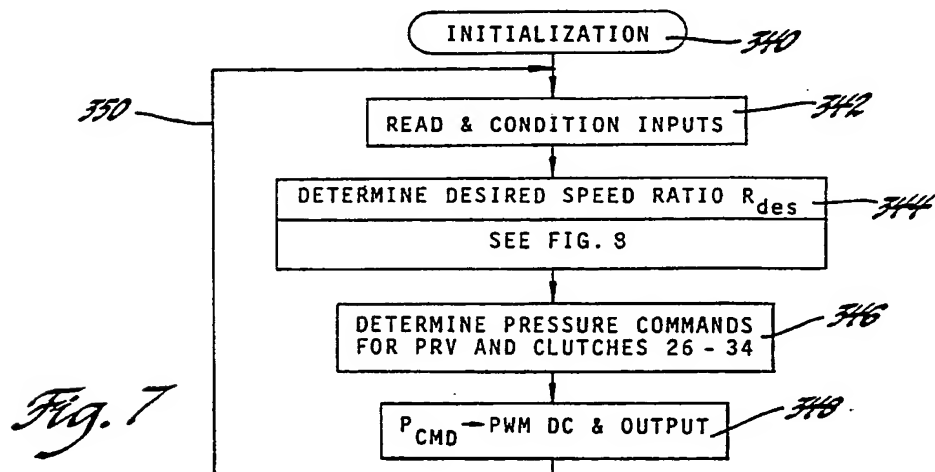 INITIALIZATION
340
350
READ & CONDITION INPUTS
342
DETERMINE DESIRED SPEED RATIO Rdes
344
SEE FIG. 8
DETERMINE PRESSURE COMMANDS
FOR PRV AND CLUTCHES 26 - 34
346
PCMD → PWM DC & OUTPUT
348
Fig. 7